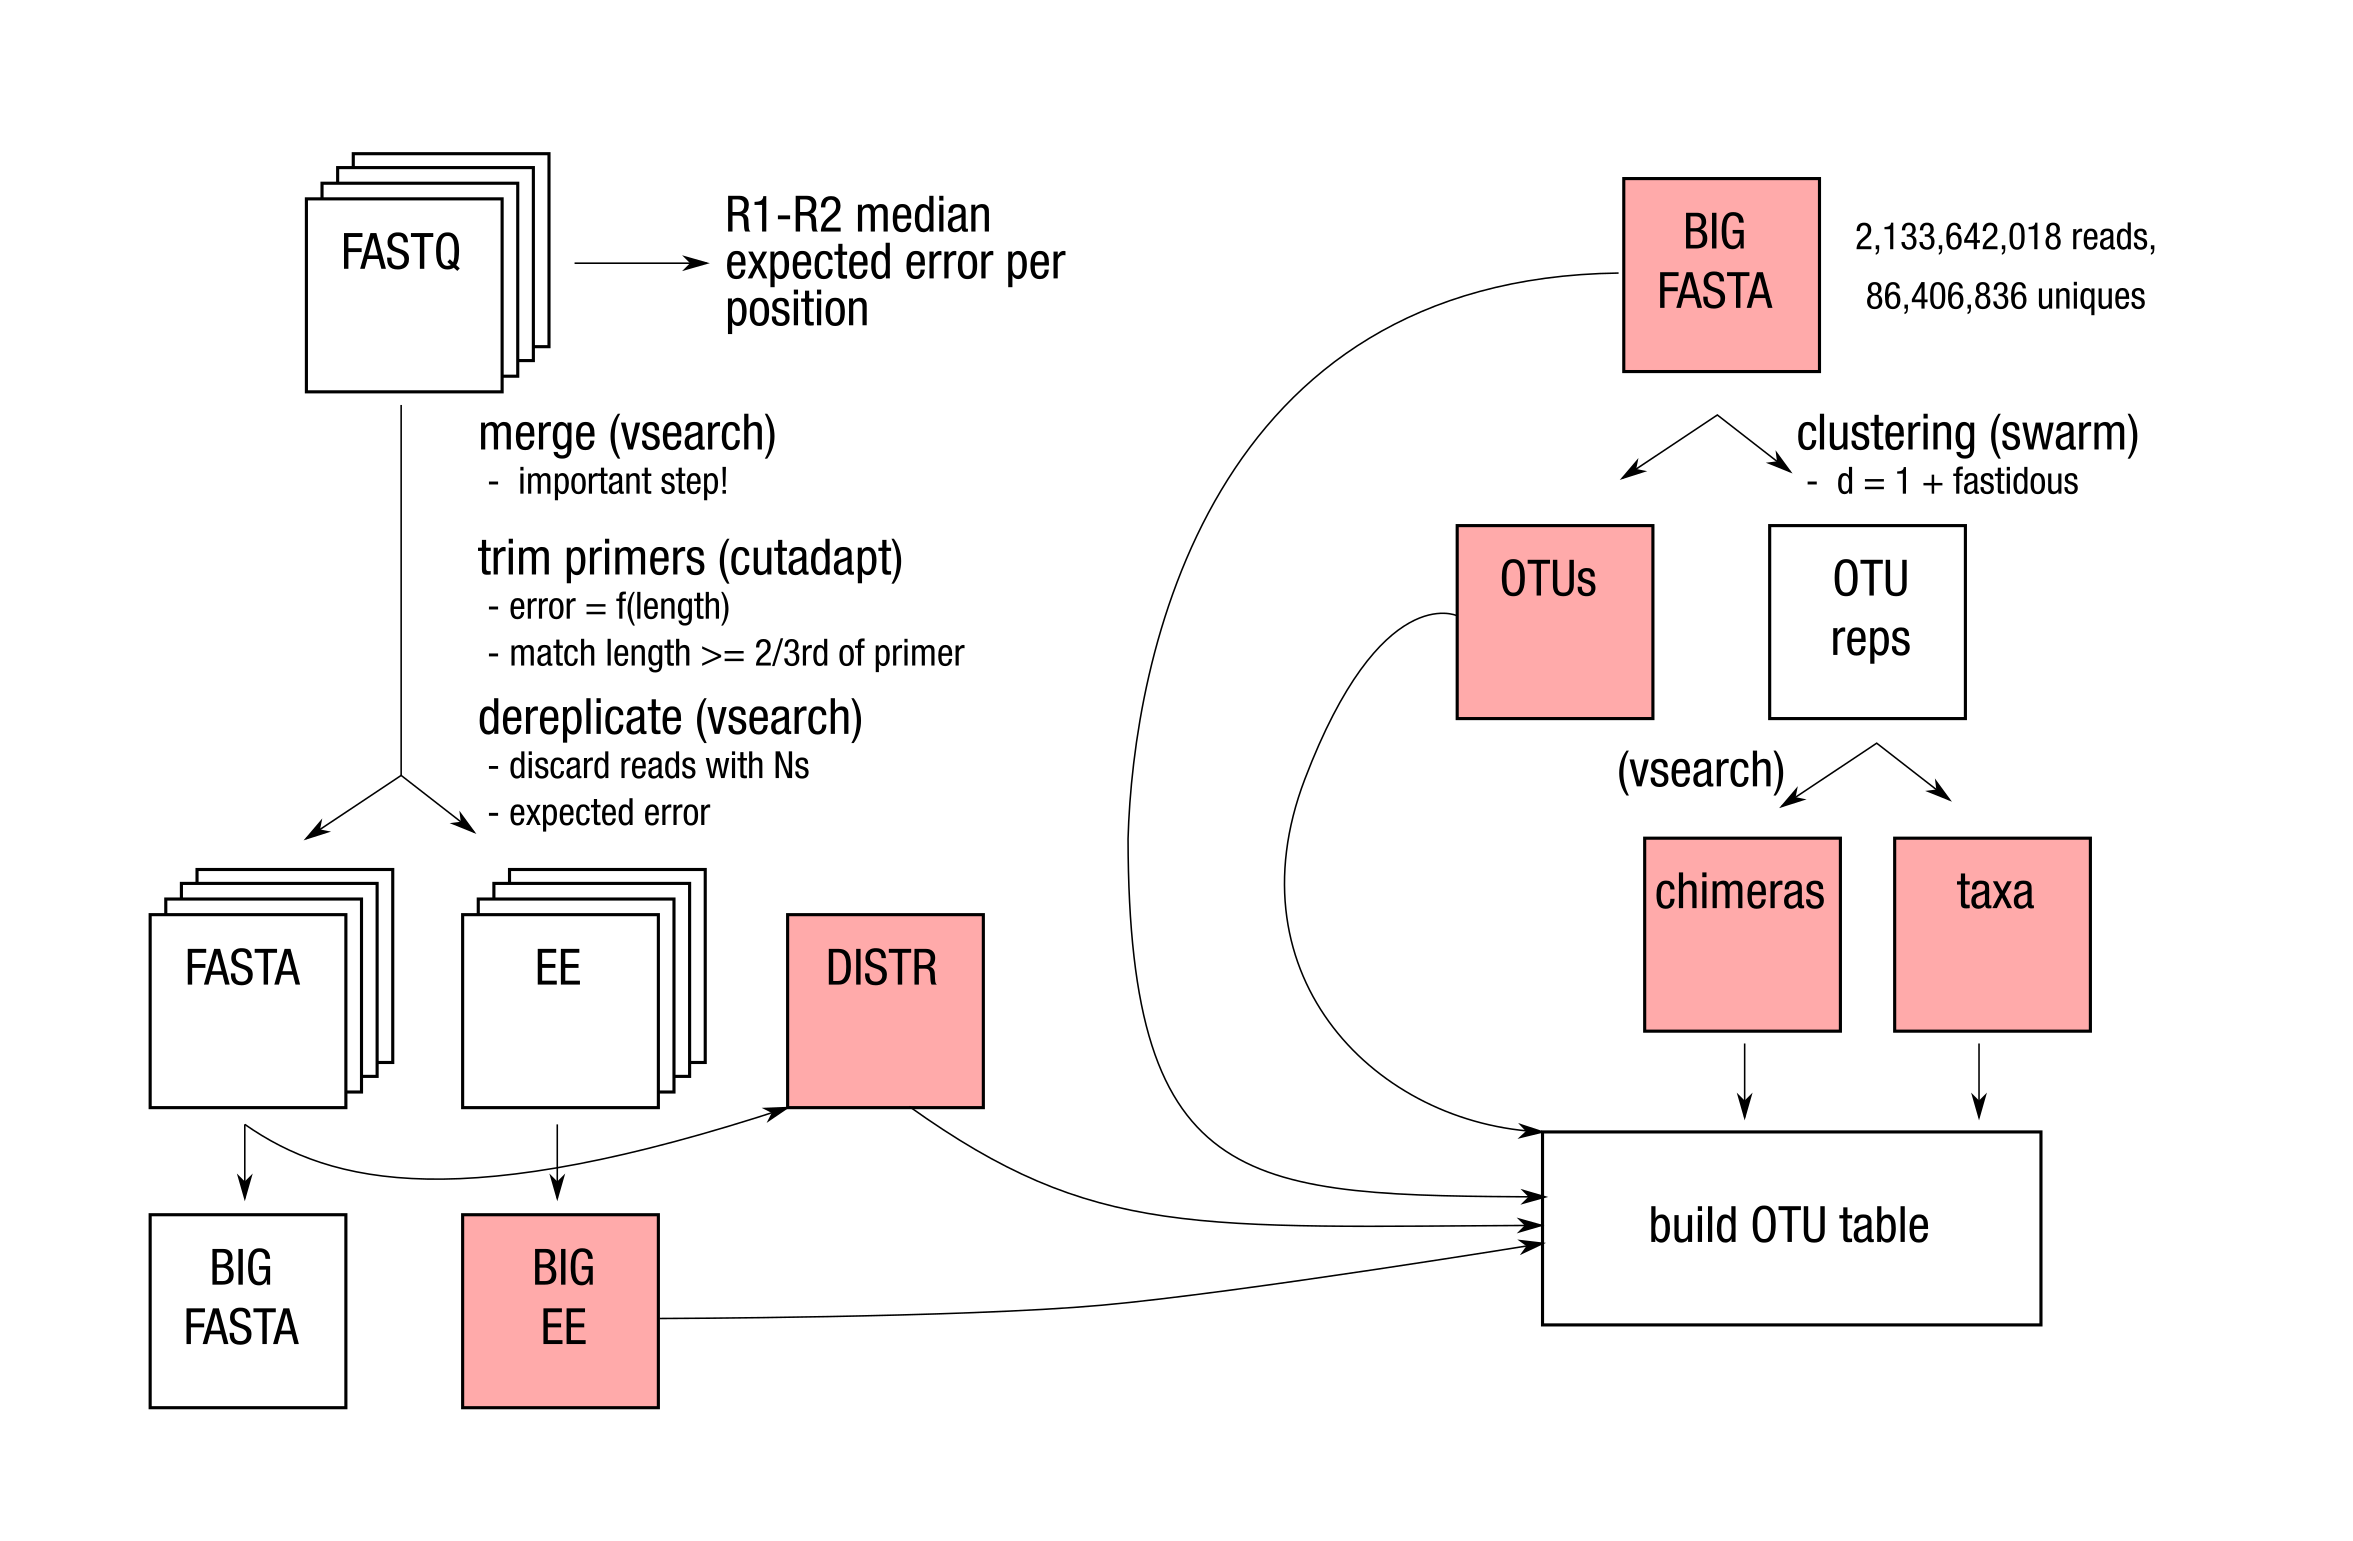 FASTQ
R1-R2 median
expected error per
position
merge (vsearch)
- important step!
trim primers (cutadapt)
- error = f(length)
- match length >= 2/3rd of primer
dereplicate (vsearch)
- discard reads with Ns
- expected error
FASTA
EE
DISTR
BIG
FASTA
BIG
EE
BIG
FASTA
2,133,642,018 reads,
86,406,836 uniques
clustering (swarm)
- d = 1 + fastidous
OTUs
OTU
reps
(vsearch)
chimeras
taxa
build OTU table